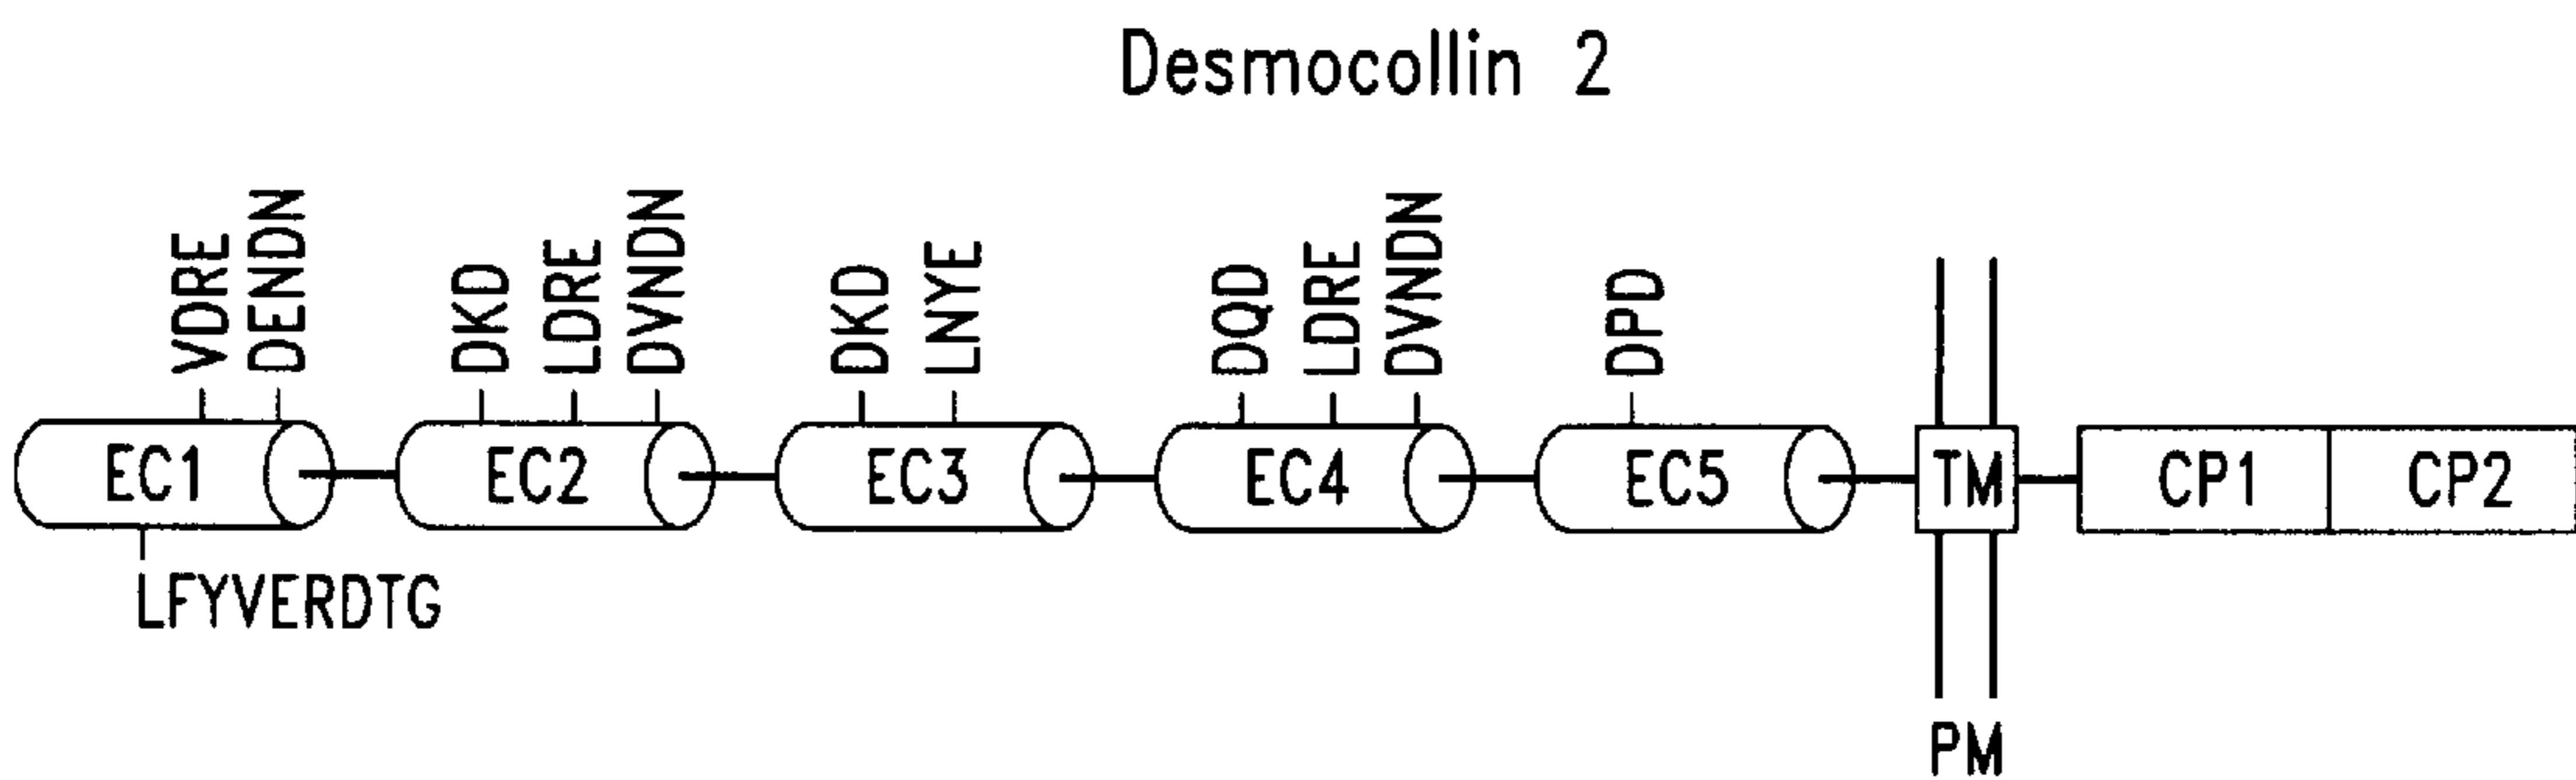 Desmocollin 2
VDRE DENDN DKD LDRE DVNDN DKD LNYE DQD LDRE DVNDN DPD
EC1 EC2 EC3 EC4 EC5 TM CP1 CP2
LFYVERDTG
PM